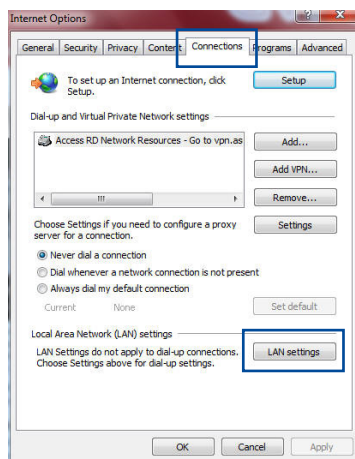 Internet Options
General Security Privacy Content Connections Programs Advanced
To set up an Internet connection, click
Setup.
Setup
Dial-up and Virtual Private Network settings
Access RD Network Resources - Go to vpn.as
Add...
Add VPN...
Remove...
Choose Settings if you need to configure a proxy
server for a connection.
Settings
Never dial a connection
Dial whenever a network connection is not present
Always dial my default connection
Current None
Set default
Local Area Network (LAN) settings
LAN Settings do not apply to dial-up connections.
Choose Settings above for dial-up settings.
LAN settings
OK Cancel Apply